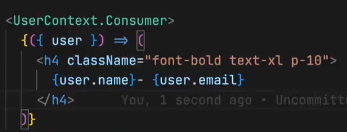 <UserContext.Consumer>
{({ user }) => (
<h4 className="font-bold text-xl p-10">
{user.name}- {user.email}
</h4> You, 1 second ago • Uncommitte
)}